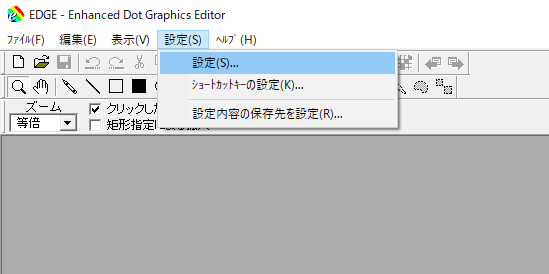 EDGE - Enhanced Dot Graphics Editor
ﾌｧｲﾙ(F) 編集(E) 表示(V) 設定(S) ﾍﾙﾌﾟ(H)
設定(S)...
ｼｮｰﾄｶｯﾄｷｰの設定(K)...
設定内容の保存先を設定(R)...
ズーム
等倍
クリックした
矩形指定に